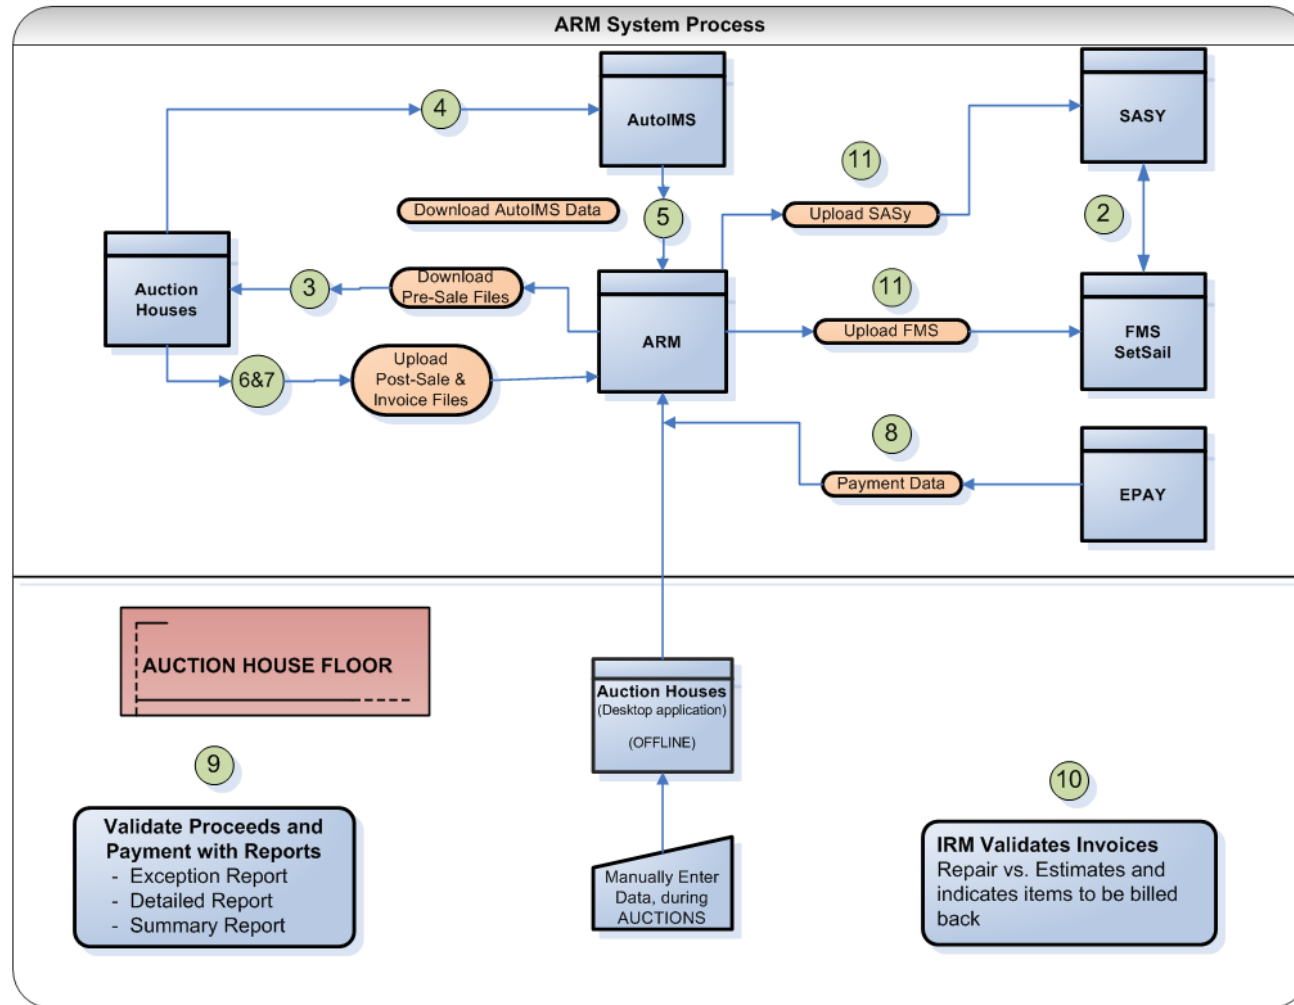 ARM System Process
4
AutoIMS
SASY
11
Download AutoIMS Data
5
Upload SASy
2
Auction
Houses
3
Download
Pre-Sale Files
ARM
11
Upload FMS
FMS
SetSail
6&7
Upload
Post-Sale &
Invoice Files
8
Payment Data
EPAY
AUCTION HOUSE FLOOR
Auction Houses
(Desktop application)
(OFFLINE)
9
Validate Proceeds and
Payment with Reports
- Exception Report
- Detailed Report
- Summary Report
Manually Enter
Data, during
AUCTIONS
10
IRM Validates Invoices
Repair vs. Estimates and
indicates items to be billed
back